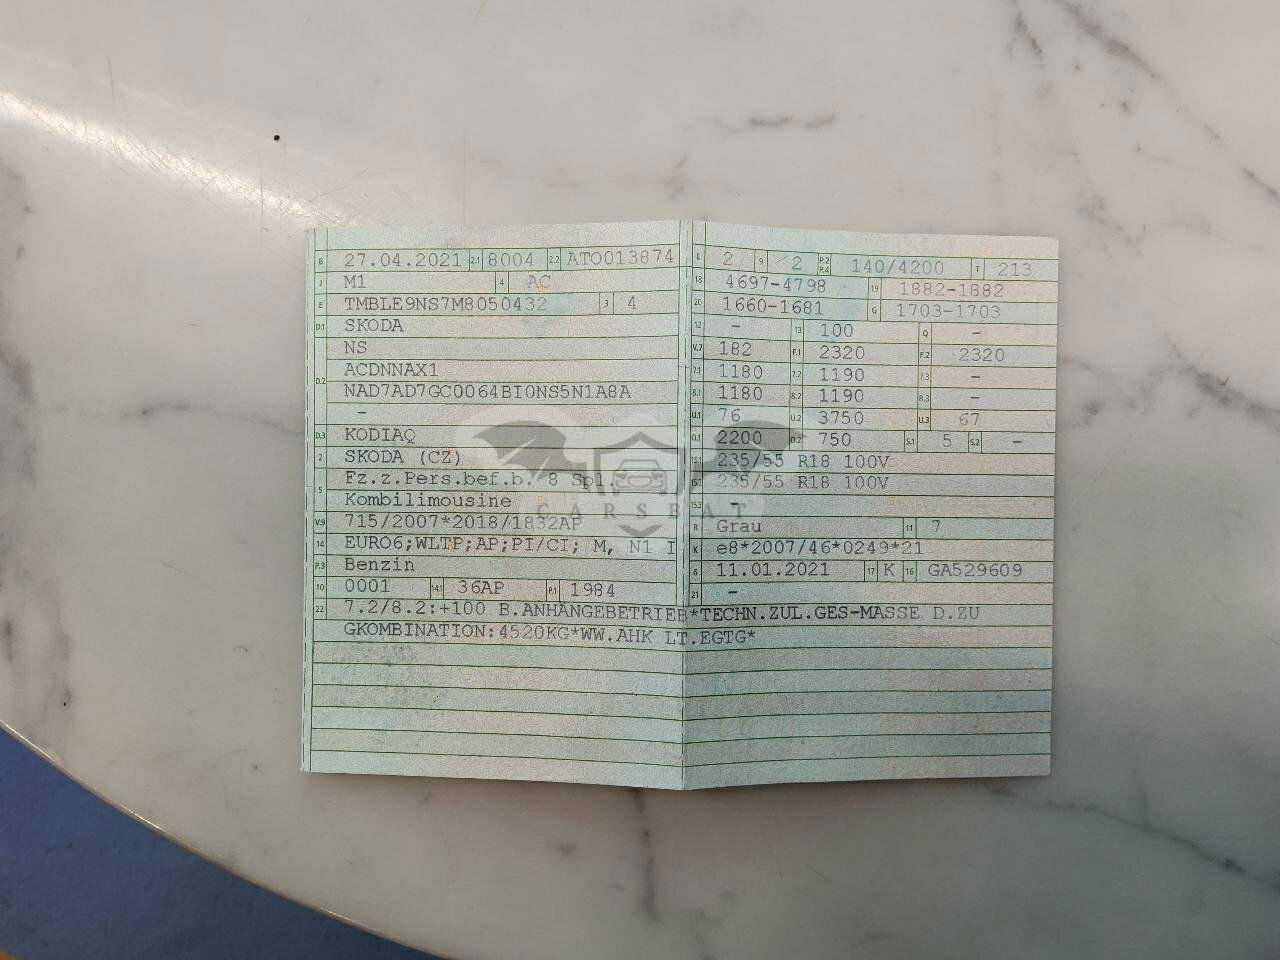 B 27.04.2021 2.1 8004 2.2 ATO013874
J M1 4 AC
E TMBLE9NS7M8050432 3 4
D.1 SKODA
NS
ACDNNAX1
D.2 NAD7AD7GC0064BI0NS5N1A8A
-
D.3 KODIAQ
2 SKODA (CZ)
5 Fz.z.Pers.bef.b. 8 Spl.
Kombilimousine
V.9 715/2007*2018/1832AP
14 EURO6;WLTP;AP;PI/CI; M, N1 I
P.3 Benzin
10 0001 14.1 36AP P.1 1984
L 2 9 2 P.2 P.4 140/4200 T 213
18 4697-4798 19 1882-1882
20 1660-1681 G 1703-1703
12 - 13 100 Q -
V.7 182 F.1 2320 F.2 2320
7.1 1180 7.2 1190 7.3 -
8.1 1180 8.2 1190 8.3 -
U.1 76 U.2 3750 U.3 67
O.1 2200 O.2 750 S.1 5 S.2 -
15.1 235/55 R18 100V
15.2 235/55 R18 100V
15.3 -
R Grau 11 7
K e8*2007/46*0249*21
6 11.01.2021 17 K 16 GA529609
21 -
22 7.2/8.2:+100 B.ANHÄNGEBETRIEB*TECHN.ZUL.GES-MASSE D.ZU
GKOMBINATION:4520KG*WW.AHK LT.EGTG*
CARSBAT